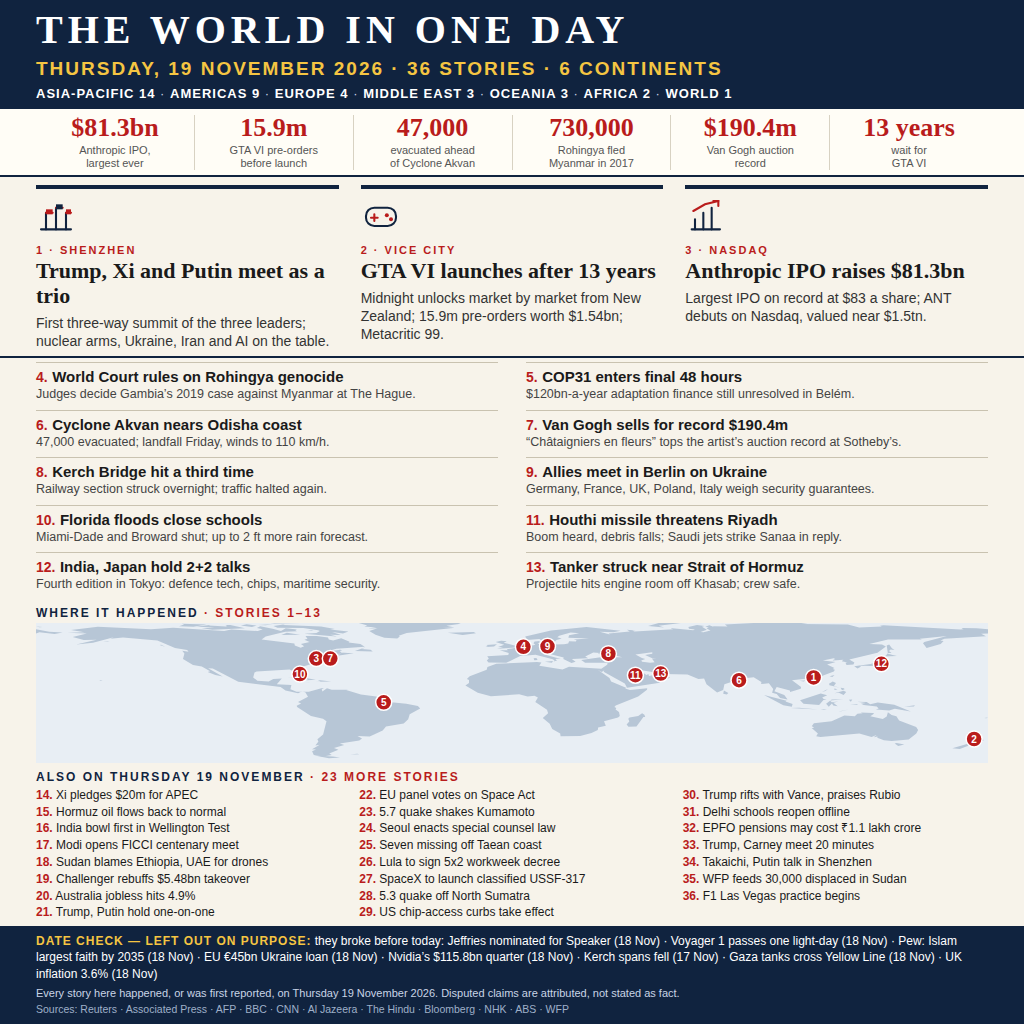 THE WORLD IN ONE DAY
THURSDAY, 19 NOVEMBER 2026 · 36 STORIES · 6 CONTINENTS
ASIA-PACIFIC 14 · AMERICAS 9 · EUROPE 4 · MIDDLE EAST 3 · OCEANIA 3 · AFRICA 2 · WORLD 1
$81.3bn
Anthropic IPO,
largest ever
15.9m
GTA VI pre-orders
before launch
47,000
evacuated ahead
of Cyclone Akvan
730,000
Rohingya fled
Myanmar in 2017
$190.4m
Van Gogh auction
record
13 years
wait for
GTA VI
1 · SHENZHEN
Trump, Xi and Putin meet as a
trio
First three-way summit of the three leaders;
nuclear arms, Ukraine, Iran and AI on the table.
2 · VICE CITY
GTA VI launches after 13 years
Midnight unlocks market by market from New
Zealand; 15.9m pre-orders worth $1.54bn;
Metacritic 99.
3 · NASDAQ
Anthropic IPO raises $81.3bn
Largest IPO on record at $83 a share; ANT
debuts on Nasdaq, valued near $1.5tn.
4. World Court rules on Rohingya genocide
Judges decide Gambia's 2019 case against Myanmar at The Hague.
5. COP31 enters final 48 hours
$120bn-a-year adaptation finance still unresolved in Belém.
6. Cyclone Akvan nears Odisha coast
47,000 evacuated; landfall Friday, winds to 110 km/h.
7. Van Gogh sells for record $190.4m
“Châtaigniers en fleurs” tops the artist’s auction record at Sotheby’s.
8. Kerch Bridge hit a third time
Railway section struck overnight; traffic halted again.
9. Allies meet in Berlin on Ukraine
Germany, France, UK, Poland, Italy weigh security guarantees.
10. Florida floods close schools
Miami-Dade and Broward shut; up to 2 ft more rain forecast.
11. Houthi missile threatens Riyadh
Boom heard, debris falls; Saudi jets strike Sanaa in reply.
12. India, Japan hold 2+2 talks
Fourth edition in Tokyo: defence tech, chips, maritime security.
13. Tanker struck near Strait of Hormuz
Projectile hits engine room off Khasab; crew safe.
WHERE IT HAPPENED · STORIES 1–13
4
9
8
3
7
12
10
11
13
6
1
5
2
ALSO ON THURSDAY 19 NOVEMBER · 23 MORE STORIES
14. Xi pledges $20m for APEC
15. Hormuz oil flows back to normal
16. India bowl first in Wellington Test
17. Modi opens FICCI centenary meet
18. Sudan blames Ethiopia, UAE for drones
19. Challenger rebuffs $5.48bn takeover
20. Australia jobless hits 4.9%
21. Trump, Putin hold one-on-one
22. EU panel votes on Space Act
23. 5.7 quake shakes Kumamoto
24. Seoul enacts special counsel law
25. Seven missing off Taean coast
26. Lula to sign 5x2 workweek decree
27. SpaceX to launch classified USSF-317
28. 5.3 quake off North Sumatra
29. US chip-access curbs take effect
30. Trump rifts with Vance, praises Rubio
31. Delhi schools reopen offline
32. EPFO pensions may cost ₹1.1 lakh crore
33. Trump, Carney meet 20 minutes
34. Takaichi, Putin talk in Shenzhen
35. WFP feeds 30,000 displaced in Sudan
36. F1 Las Vegas practice begins
DATE CHECK — LEFT OUT ON PURPOSE: they broke before today: Jeffries nominated for Speaker (18 Nov) · Voyager 1 passes one light-day (18 Nov) · Pew: Islam
largest faith by 2035 (18 Nov) · EU €45bn Ukraine loan (18 Nov) · Nvidia’s $115.8bn quarter (18 Nov) · Kerch spans fell (17 Nov) · Gaza tanks cross Yellow Line (18 Nov) · UK
inflation 3.6% (18 Nov)
Every story here happened, or was first reported, on Thursday 19 November 2026. Disputed claims are attributed, not stated as fact.
Sources: Reuters · Associated Press · AFP · BBC · CNN · Al Jazeera · The Hindu · Bloomberg · NHK · ABS · WFP